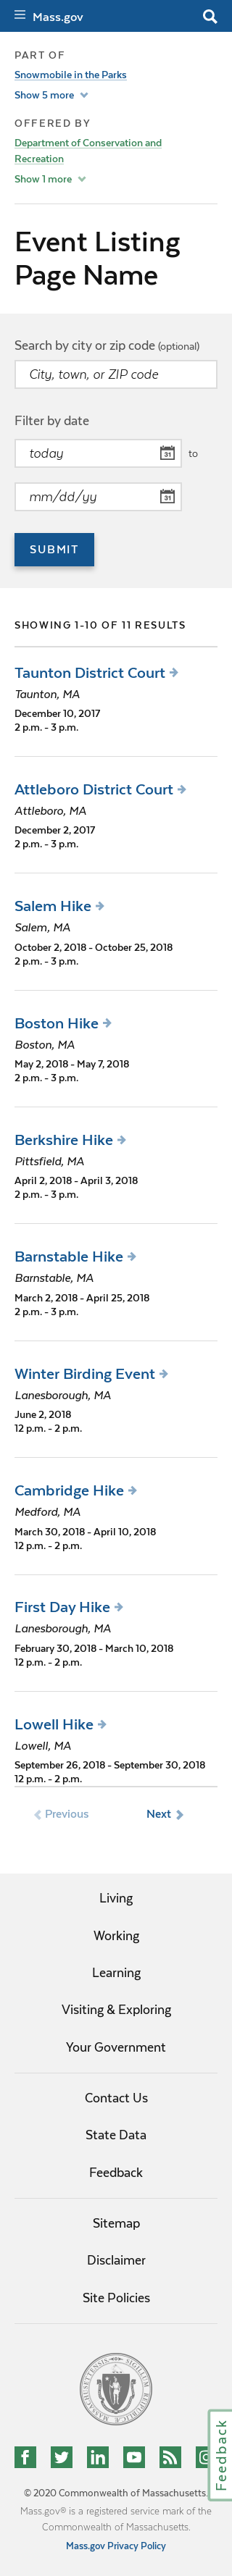 Mass.gov
PART OF
Snowmobile in the Parks
Show 5 more
OFFERED BY
Department of Conservation and
Recreation
Show 1 more
Event Listing
Page Name
Search by city or zip code (optional)
City, town, or ZIP code
Filter by date
today
31
to
mm/dd/yy
31
SUBMIT
SHOWING 1-10 OF 11 RESULTS
Taunton District Court
Taunton, MA
December 10, 2017
2 p.m. - 3 p.m.
Attleboro District Court
Attleboro, MA
December 2, 2017
2 p.m. - 3 p.m.
Salem Hike
Salem, MA
October 2, 2018 - October 25, 2018
2 p.m. - 3 p.m.
Boston Hike
Boston, MA
May 2, 2018 - May 7, 2018
2 p.m. - 3 p.m.
Berkshire Hike
Pittsfield, MA
April 2, 2018 - April 3, 2018
2 p.m. - 3 p.m.
Barnstable Hike
Barnstable, MA
March 2, 2018 - April 25, 2018
2 p.m. - 3 p.m.
Winter Birding Event
Lanesborough, MA
June 2, 2018
12 p.m. - 2 p.m.
Cambridge Hike
Medford, MA
March 30, 2018 - April 10, 2018
12 p.m. - 2 p.m.
First Day Hike
Lanesborough, MA
February 30, 2018 - March 10, 2018
12 p.m. - 2 p.m.
Lowell Hike
Lowell, MA
September 26, 2018 - September 30, 2018
12 p.m. - 2 p.m.
Previous
Next
Living
Working
Learning
Visiting & Exploring
Your Government
Contact Us
State Data
Feedback
Sitemap
Disclaimer
Site Policies
Feedback
© 2020 Commonwealth of Massachusetts.
Mass.gov® is a registered service mark of the
Commonwealth of Massachusetts.
Mass.gov Privacy Policy